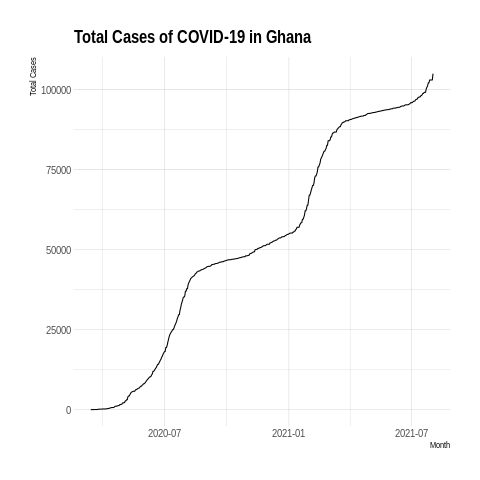 Total Cases of COVID-19 in Ghana
Total Cases
100000
75000
50000
25000
0
2020-07
2021-01
2021-07
Month